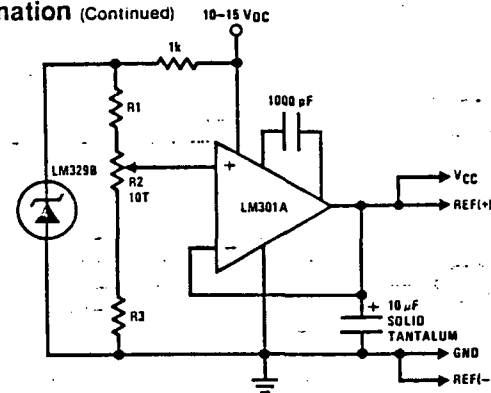 nation (Continued)
10–15 VDC
1k
R1
1000 pF
LM329B
R2
10T
+
LM301A
−
VCC
REF(+)
R3
+ 10 μF
SOLID
TANTALUM
GND
REF(−